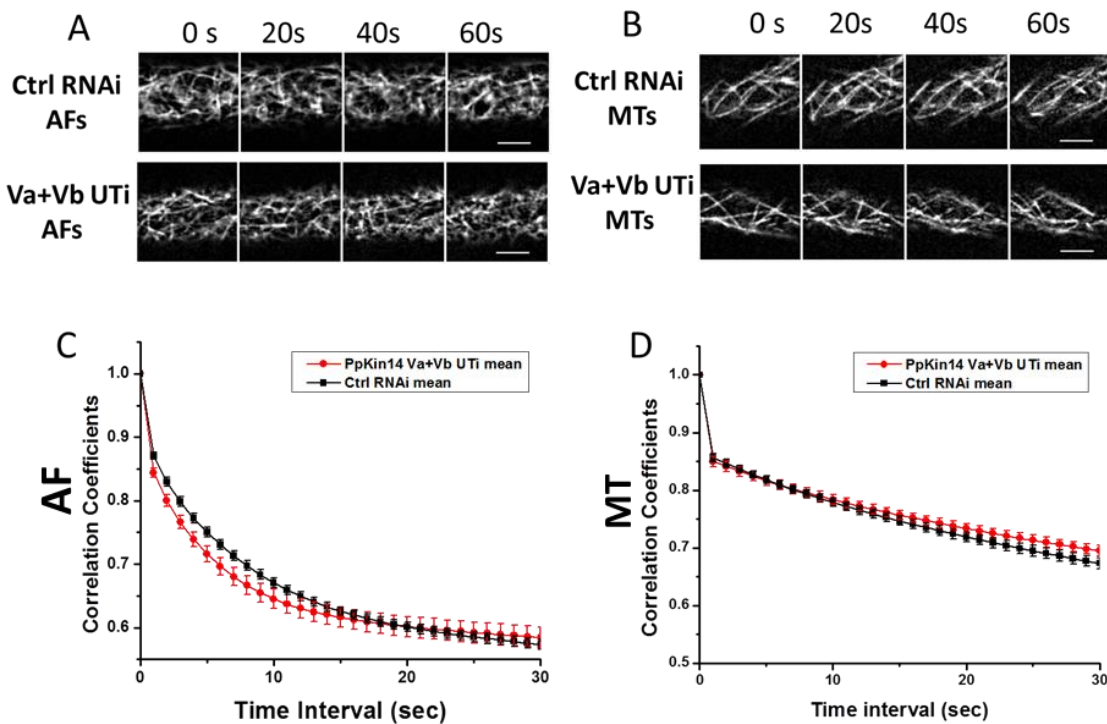 A
0 s 20s 40s 60s
Ctrl RNAi
AFs
Va+Vb UTi
AFs
B
0 s 20s 40s 60s
Ctrl RNAi
MTs
Va+Vb UTi
MTs
C
PpKin14 Va+Vb UTi mean
Ctrl RNAi mean
AF
Correlation Coefficients
1.0
0.9
0.8
0.7
0.6
0 10 20 30
Time Interval (sec)
D
PpKin14 Va+Vb UTi mean
Ctrl RNAi mean
MT
Correlation Coefficients
1.0
0.9
0.8
0.7
0.6
0.5
0 10 20 30
Time interval (sec)